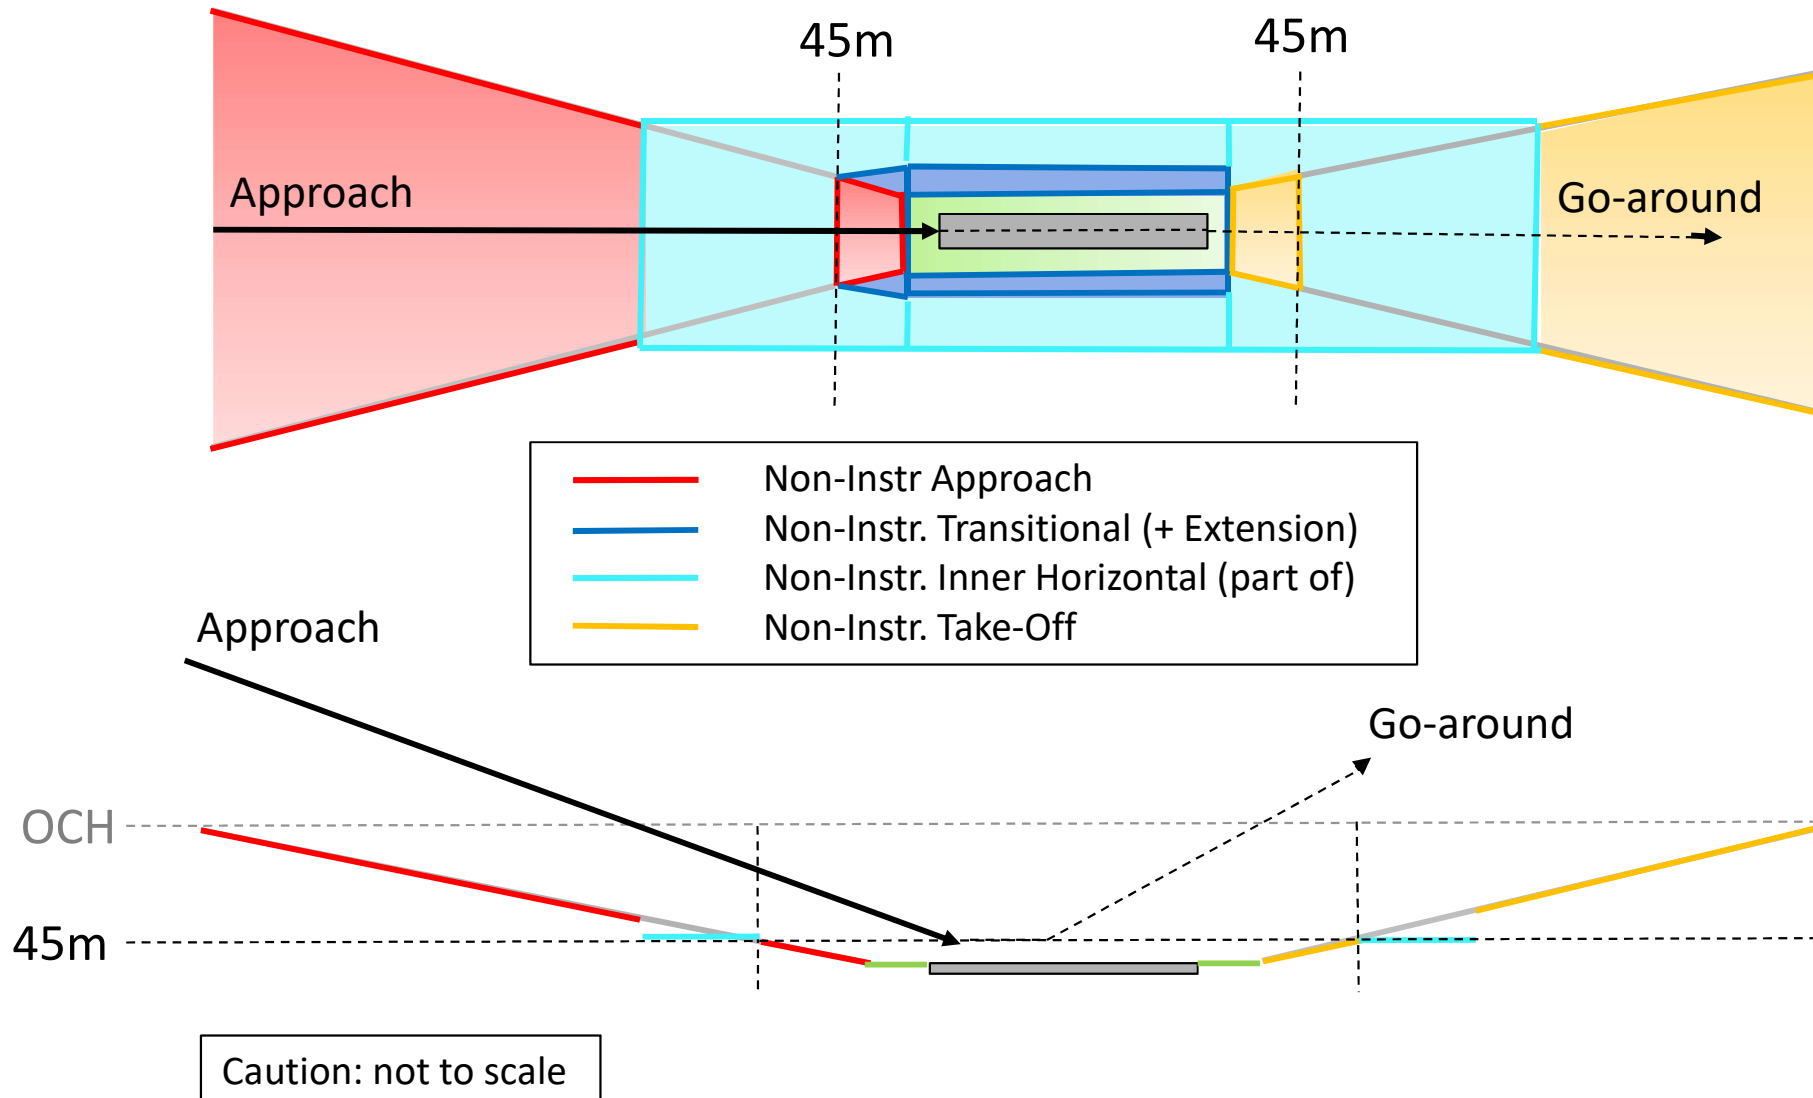 45m
45m
Approach
Go-around
Non-Instr Approach
Non-Instr. Transitional (+ Extension)
Non-Instr. Inner Horizontal (part of)
Non-Instr. Take-Off
Approach
Go-around
OCH
45m
Caution: not to scale